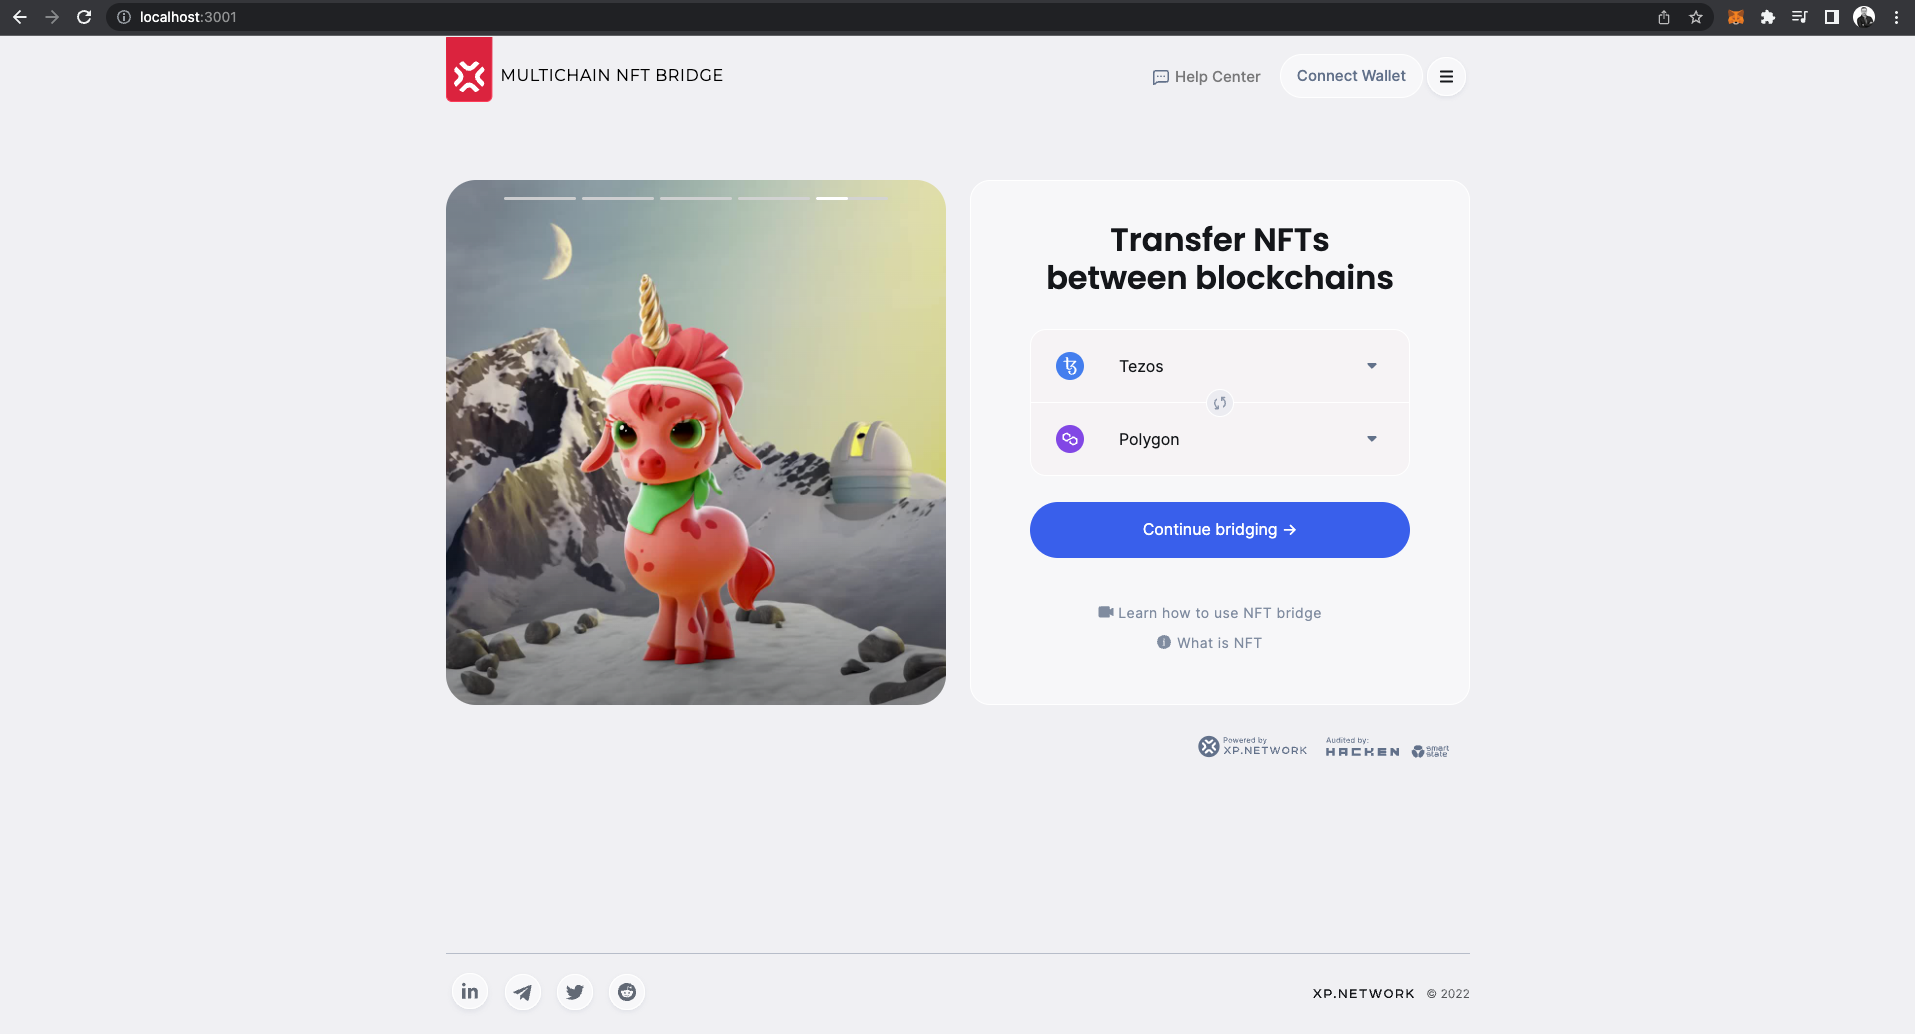 localhost:3001
MULTICHAIN NFT BRIDGE
Help Center
Connect Wallet
Transfer NFTs
between blockchains
Tezos
Polygon
Continue bridging →
Learn how to use NFT bridge
What is NFT
Powered by
XP.NETWORK
Audited by:
HACKEN
smart
state
in
XP.NETWORK © 2022